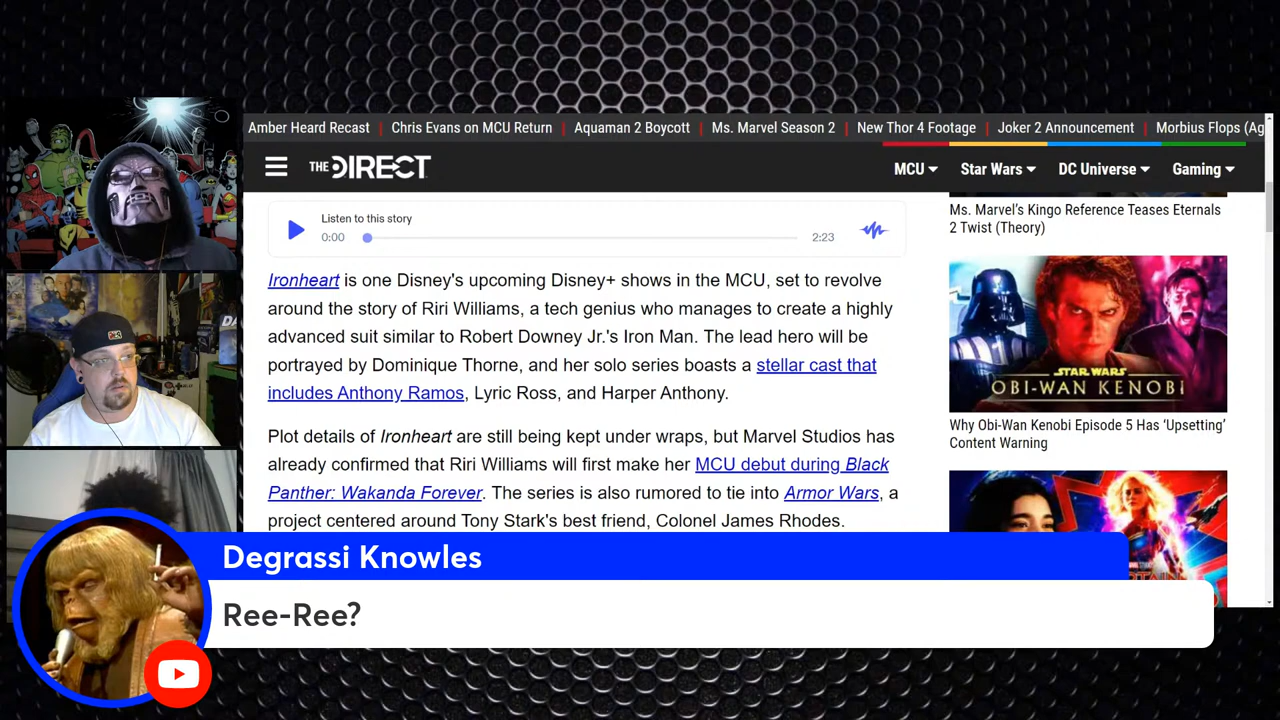 Amber Heard Recast | Chris Evans on MCU Return | Aquaman 2 Boycott | Ms. Marvel Season 2 | New Thor 4 Footage | Joker 2 Announcement | Morbius Flops (Ag
THE DIRECT
MCU Star Wars DC Universe Gaming
Listen to this story
0:00 2:23
Ironheart is one Disney's upcoming Disney+ shows in the MCU, set to revolve
around the story of Riri Williams, a tech genius who manages to create a highly
advanced suit similar to Robert Downey Jr.'s Iron Man. The lead hero will be
portrayed by Dominique Thorne, and her solo series boasts a stellar cast that
includes Anthony Ramos, Lyric Ross, and Harper Anthony.
Plot details of Ironheart are still being kept under wraps, but Marvel Studios has
already confirmed that Riri Williams will first make her MCU debut during Black
Panther: Wakanda Forever. The series is also rumored to tie into Armor Wars, a
project centered around Tony Stark's best friend, Colonel James Rhodes.
Ms. Marvel's Kingo Reference Teases Eternals
2 Twist (Theory)
STAR WARS
OBI-WAN KENOBI
Why Obi-Wan Kenobi Episode 5 Has ‘Upsetting’
Content Warning
Degrassi Knowles
Ree-Ree?